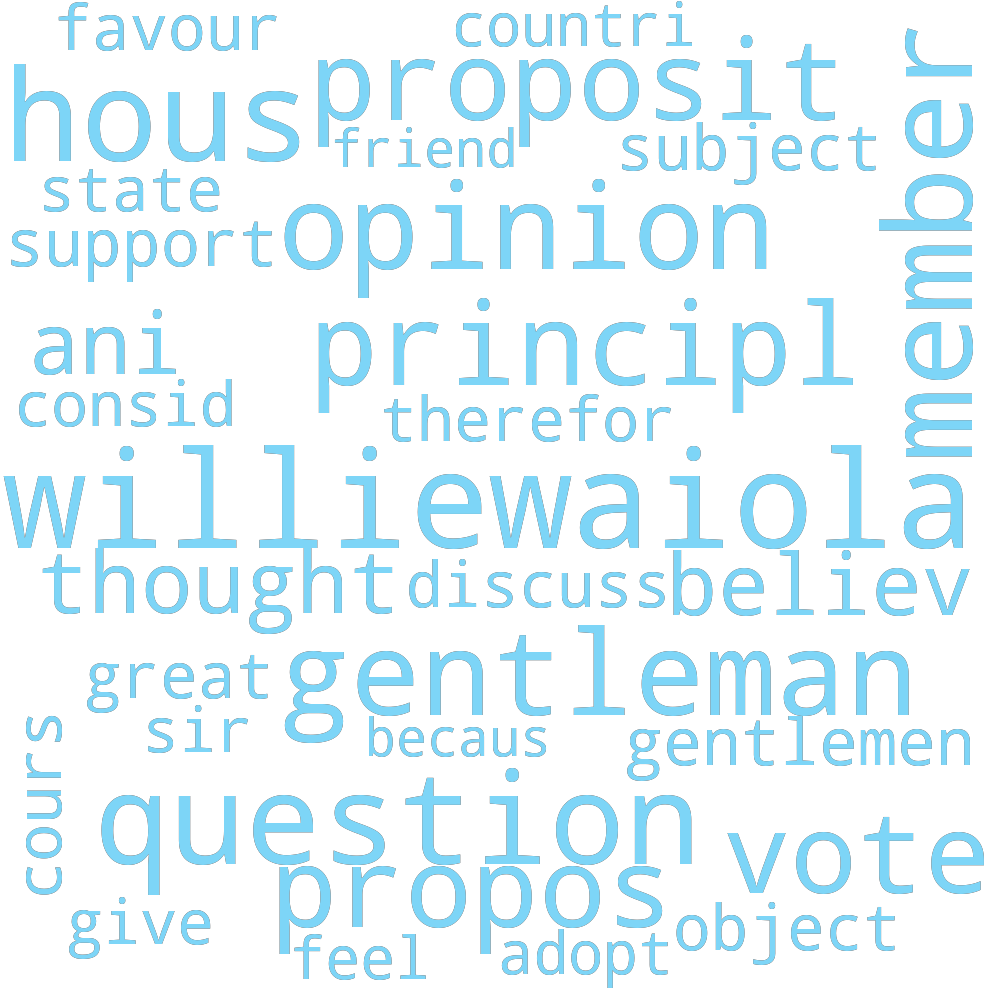 favour
countri
proposit
hous
member
friend
subject
state
opinion
support
principl
ani
consid
therefor
williewaiola
thought
discuss
believ
gentleman
great
sir
becaus
gentlemen
cours
question
vote
propos
give
object
feel
adopt